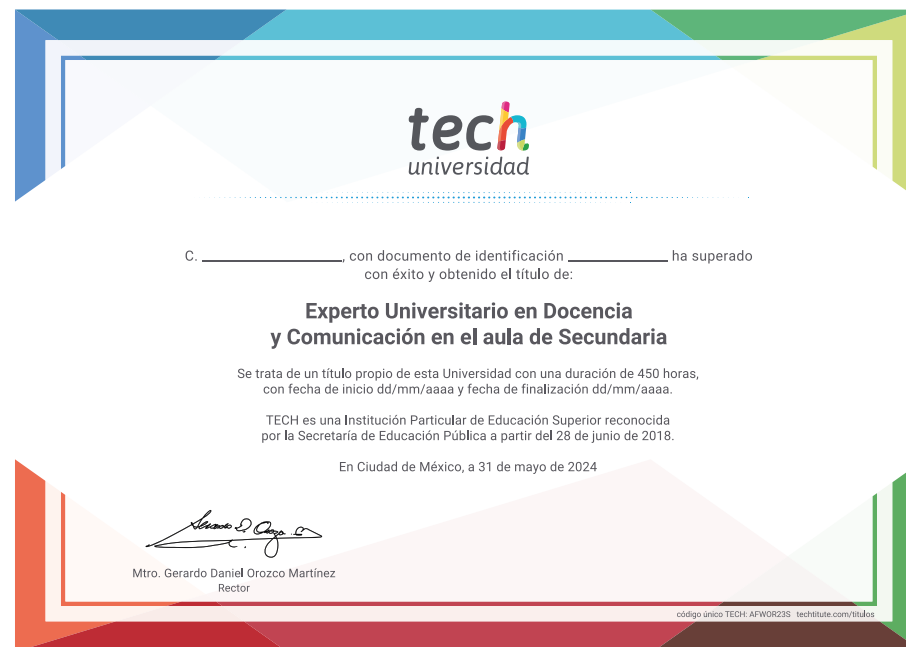 tech
universidad
C. ____________________, con documento de identificación ______________ ha superado
con éxito y obtenido el título de:
Experto Universitario en Docencia
y Comunicación en el aula de Secundaria
Se trata de un título propio de esta Universidad con una duración de 450 horas,
con fecha de inicio dd/mm/aaaa y fecha de finalización dd/mm/aaaa.
TECH es una Institución Particular de Educación Superior reconocida
por la Secretaría de Educación Pública a partir del 28 de junio de 2018.
En Ciudad de México, a 31 de mayo de 2024
Mtro. Gerardo Daniel Orozco Martínez
Rector
código único TECH: AFWOR23S techtitute.com/titulos